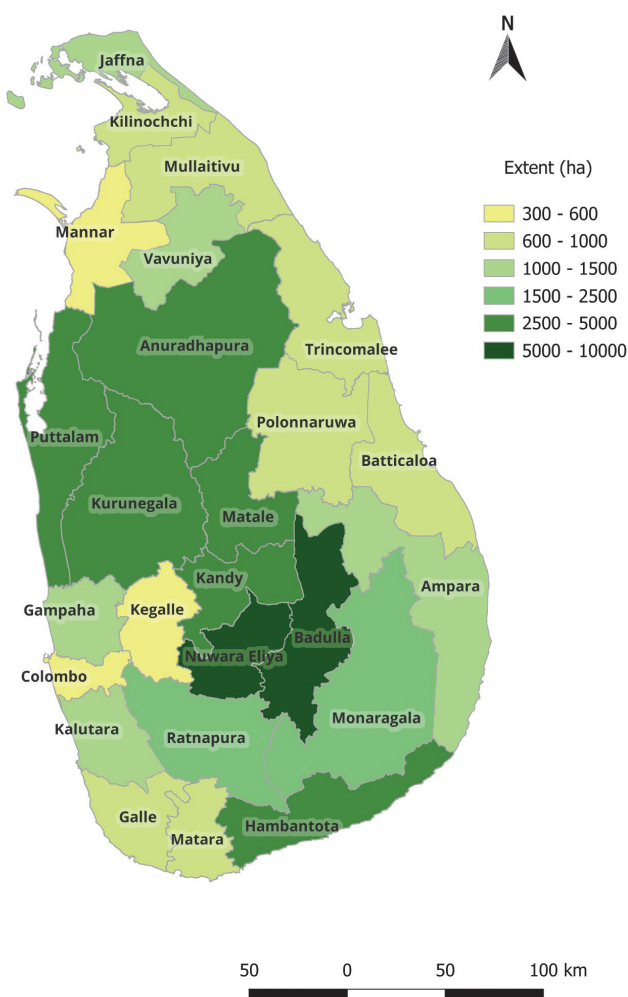 N
Jaffna
Kilinochchi
Mullaitivu
Extent (ha)
300 - 600
600 - 1000
1000 - 1500
1500 - 2500
2500 - 5000
5000 - 10000
Mannar
Vavuniya
Anuradhapura
Trincomalee
Polonnaruwa
Puttalam
Batticaloa
Kurunegala
Matale
Kandy
Ampara
Gampaha
Kegalle
Badulla
Nuwara Eliya
Colombo
Monaragala
Kalutara
Ratnapura
Galle
Hambantota
Matara
50 0 50 100 km